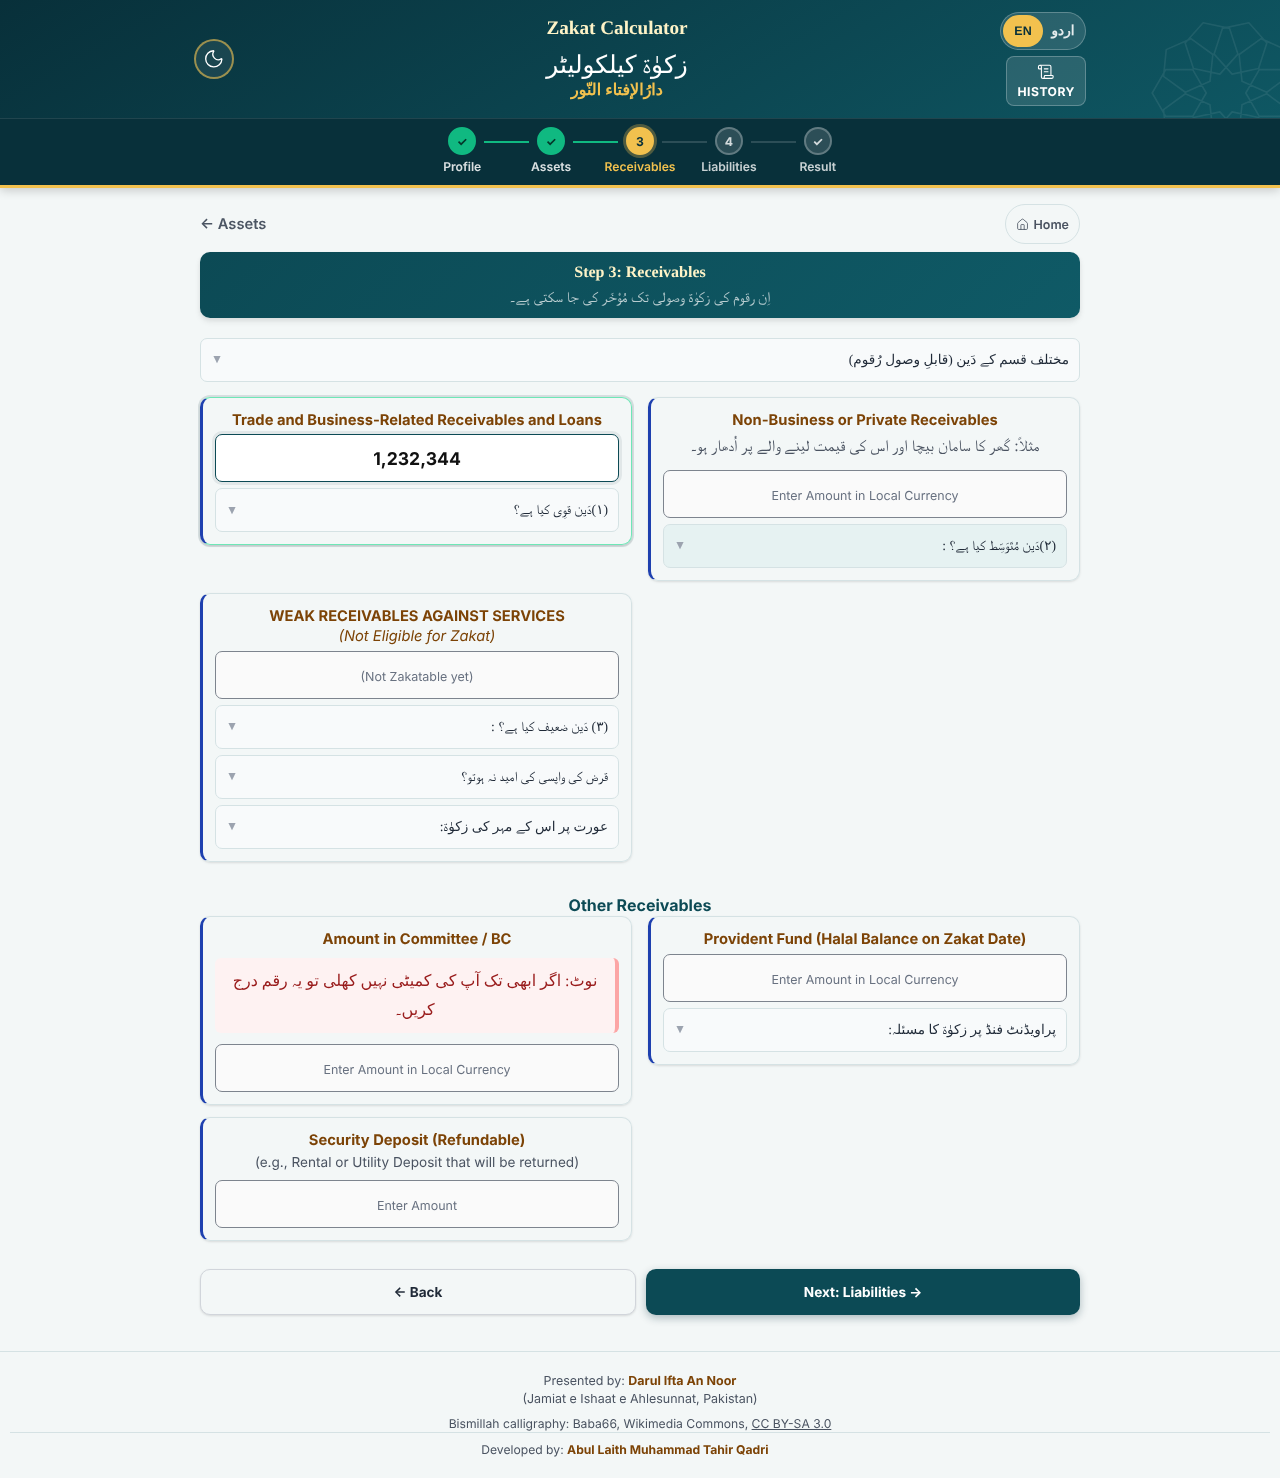 Zakat Calculator
زکوٰۃ کیلکولیٹر
دارُالإفتاء النّور
EN
اردو
HISTORY
✓
✓
3
4
✓
Profile
Assets
Receivables
Liabilities
Result
← Assets
Home
Step 3: Receivables
اِن رقوم کی زکوٰۃ وصولی تک مُؤخّر کی جا سکتی ہے۔
مختلف قسم کے دَین (قابلِ وصول رُقوم)
Trade and Business-Related Receivables and Loans
1,232,344
(۱)دَین قوِی کیا ہے؟
Non-Business or Private Receivables
مثلاً: گھر کا سامان بیچا اور اس کی قیمت لینے والے پر اُدھار ہو۔
Enter Amount in Local Currency
(۲)دَین مُتَوَسِّط کیا ہے؟ :
WEAK RECEIVABLES AGAINST SERVICES
(Not Eligible for Zakat)
(Not Zakatable yet)
(۳) دَین ضعیف کیا ہے؟ :
قرض کی واپسی کی امید نہ ہوتو؟
عورت پر اس کے مہر کی زکوٰۃ:
Other Receivables
Amount in Committee / BC
نوٹ: اگر ابھی تک آپ کی کمیٹی نہیں کھلی تو یہ رقم درج
کریں۔
Enter Amount in Local Currency
Provident Fund (Halal Balance on Zakat Date)
Enter Amount in Local Currency
پراویڈنٹ فنڈ پر زکوٰۃ کا مسئلہ:
Security Deposit (Refundable)
(e.g., Rental or Utility Deposit that will be returned)
Enter Amount
← Back
Next: Liabilities →
Presented by: Darul Ifta An Noor
(Jamiat e Ishaat e Ahlesunnat, Pakistan)
Bismillah calligraphy: Baba66, Wikimedia Commons, CC BY-SA 3.0
Developed by: Abul Laith Muhammad Tahir Qadri